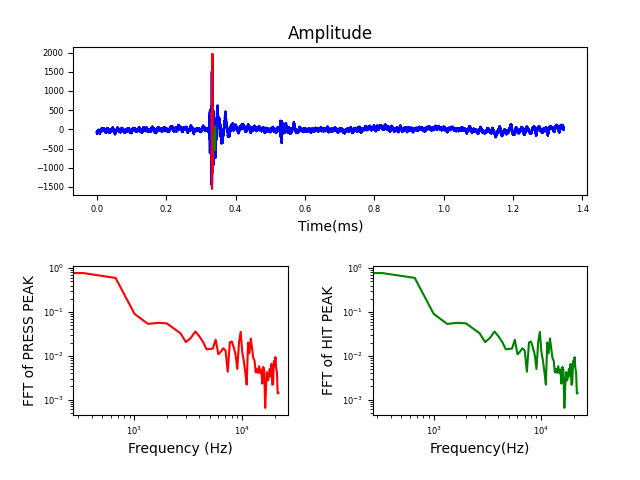 Amplitude
2000
1500
1000
500
0
−500
−1000
−1500
0.0 0.2 0.4 0.6 0.8 1.0 1.2 1.4
Time(ms)
FFT of PRESS PEAK
10⁰
10⁻¹
10⁻²
10⁻³
10³ 10⁴
Frequency (Hz)
FFT of HIT PEAK
10⁰
10⁻¹
10⁻²
10⁻³
10³ 10⁴
Frequency(Hz)